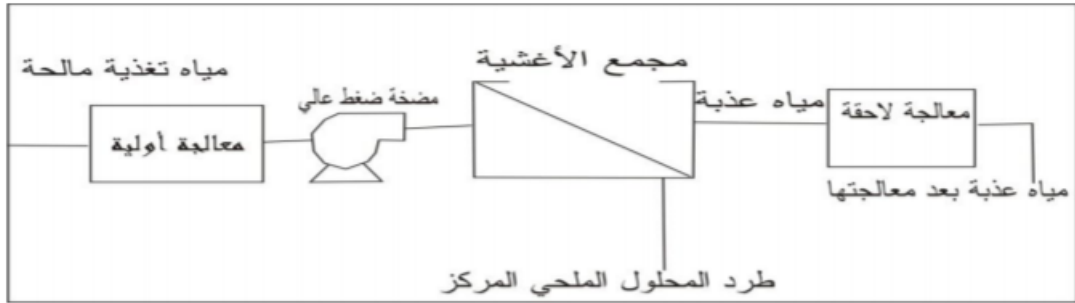 مياه تغذية مالحة
معالجة أولية
مضخة ضغط عالي
مجمع الأغشية
مياه عذبة
معالجة لاحقة
مياه عذبة بعد معالجتها
طرد المحلول الملحي المركز